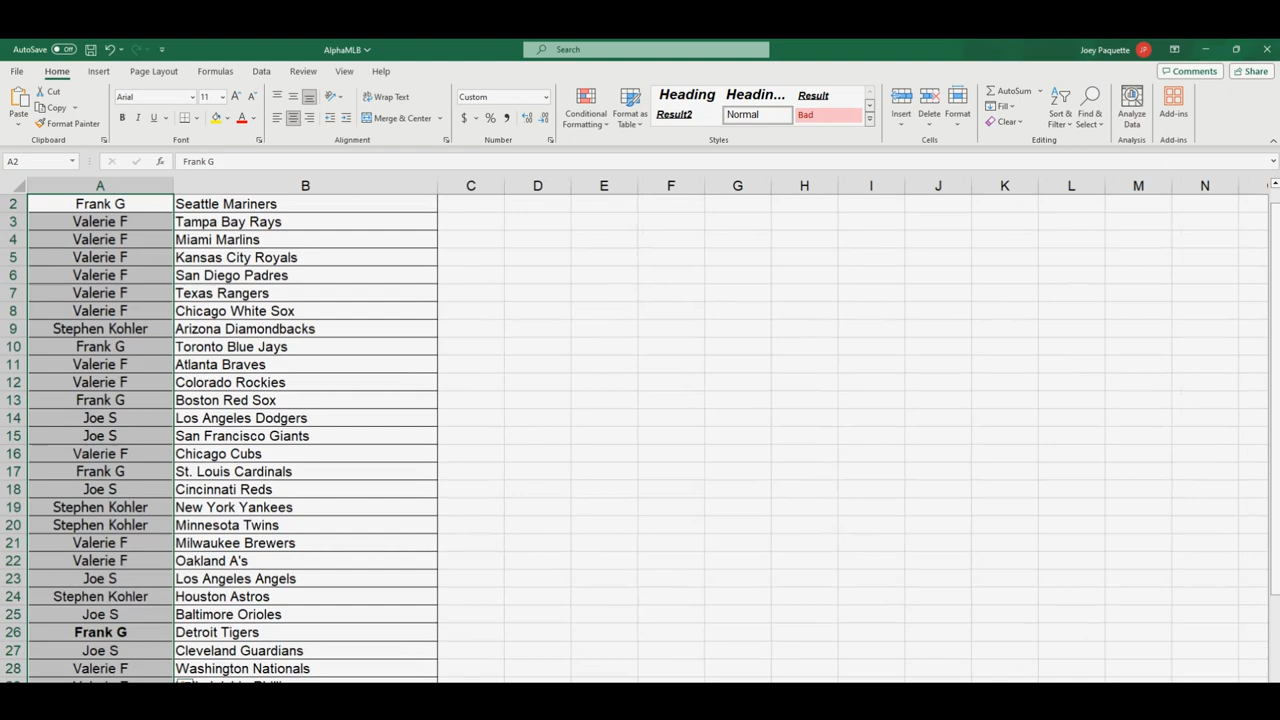 AutoSave Off AlphaMLB Search Joey Paquette JP
File Home Insert Page Layout Formulas Data Review View Help Comments Share
Paste Cut Copy Format Painter Clipboard
Arial 11 A A B I U A Font
Wrap Text Merge & Center Alignment
Custom $ % 9 Number
Conditional Formatting Format as Table
Heading Headin... Result
Result2 Normal Bad
Styles
Insert Delete Format Cells
AutoSum Fill Clear Sort & Filter Find & Select Editing
Analyze Data Analysis
Add-ins Add-ins
A2 fx Frank G
A B C D E F G H I J K L M N
2 Frank G Seattle Mariners
3 Valerie F Tampa Bay Rays
4 Valerie F Miami Marlins
5 Valerie F Kansas City Royals
6 Valerie F San Diego Padres
7 Valerie F Texas Rangers
8 Valerie F Chicago White Sox
9 Stephen Kohler Arizona Diamondbacks
10 Frank G Toronto Blue Jays
11 Valerie F Atlanta Braves
12 Valerie F Colorado Rockies
13 Frank G Boston Red Sox
14 Joe S Los Angeles Dodgers
15 Joe S San Francisco Giants
16 Valerie F Chicago Cubs
17 Frank G St. Louis Cardinals
18 Joe S Cincinnati Reds
19 Stephen Kohler New York Yankees
20 Stephen Kohler Minnesota Twins
21 Valerie F Milwaukee Brewers
22 Valerie F Oakland A's
23 Joe S Los Angeles Angels
24 Stephen Kohler Houston Astros
25 Joe S Baltimore Orioles
26 Frank G Detroit Tigers
27 Joe S Cleveland Guardians
28 Valerie F Washington Nationals